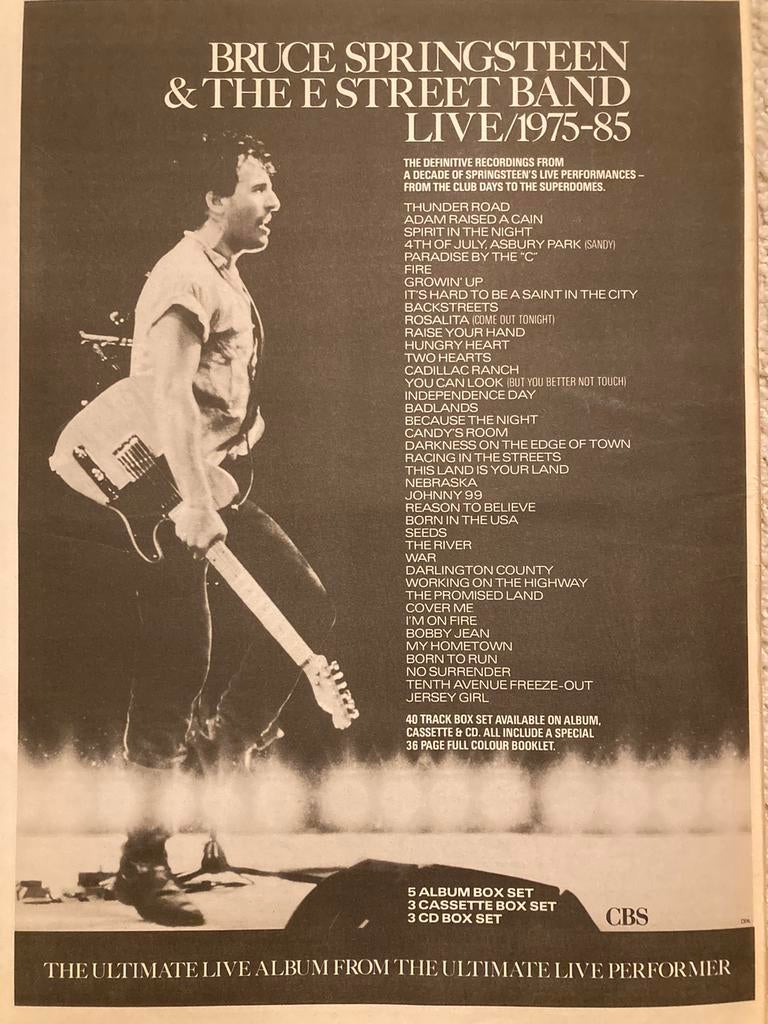 BRUCE SPRINGSTEEN
& THE E STREET BAND
LIVE/1975-85
THE DEFINITIVE RECORDINGS FROM
A DECADE OF SPRINGSTEEN'S LIVE PERFORMANCES –
FROM THE CLUB DAYS TO THE SUPERDOMES.
THUNDER ROAD
ADAM RAISED A CAIN
SPIRIT IN THE NIGHT
4TH OF JULY, ASBURY PARK (SANDY)
PARADISE BY THE "C"
FIRE
GROWIN' UP
IT'S HARD TO BE A SAINT IN THE CITY
BACKSTREETS
ROSALITA (COME OUT TONIGHT)
RAISE YOUR HAND
HUNGRY HEART
TWO HEARTS
CADILLAC RANCH
YOU CAN LOOK (BUT YOU BETTER NOT TOUCH)
INDEPENDENCE DAY
BADLANDS
BECAUSE THE NIGHT
CANDY'S ROOM
DARKNESS ON THE EDGE OF TOWN
RACING IN THE STREETS
THIS LAND IS YOUR LAND
NEBRASKA
JOHNNY 99
REASON TO BELIEVE
BORN IN THE USA
SEEDS
THE RIVER
WAR
DARLINGTON COUNTY
WORKING ON THE HIGHWAY
THE PROMISED LAND
COVER ME
I'M ON FIRE
BOBBY JEAN
MY HOMETOWN
BORN TO RUN
NO SURRENDER
TENTH AVENUE FREEZE-OUT
JERSEY GIRL
40 TRACK BOX SET AVAILABLE ON ALBUM,
CASSETTE & CD. ALL INCLUDE A SPECIAL
36 PAGE FULL COLOUR BOOKLET.
5 ALBUM BOX SET
3 CASSETTE BOX SET
3 CD BOX SET
CBS
THE ULTIMATE LIVE ALBUM FROM THE ULTIMATE LIVE PERFORMER